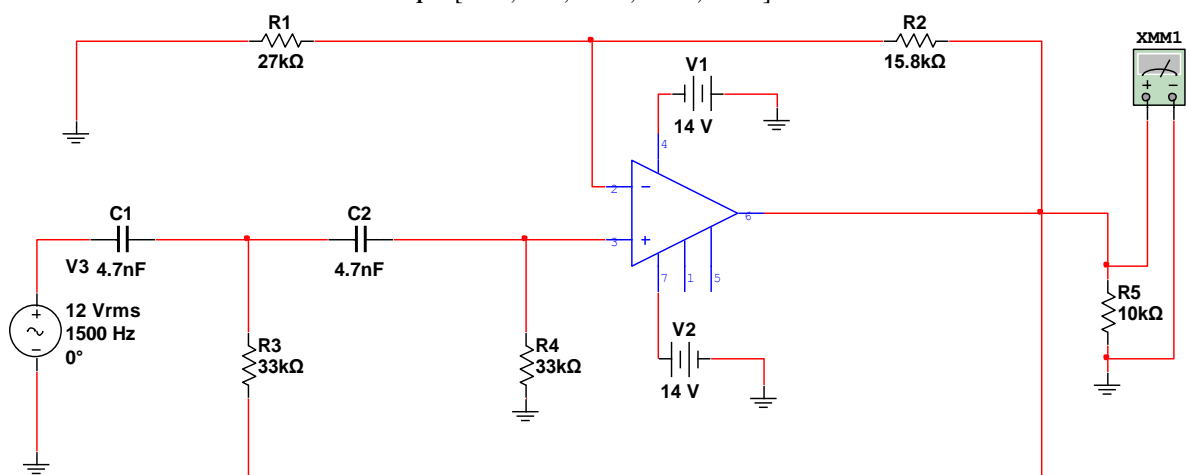 R1
27kΩ
R2
15.8kΩ
XMM1
V1
14 V
4
2
3
6
7
1
5
C1
4.7nF
C2
4.7nF
V3
12 Vrms
1500 Hz
0°
R3
33kΩ
R4
33kΩ
V2
14 V
R5
10kΩ